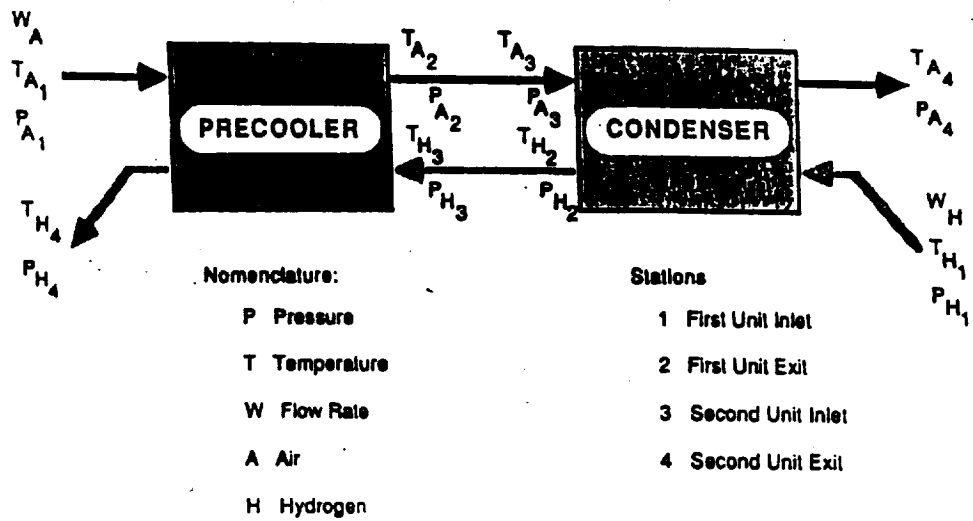 W_A
T_A1
P_A1
T_A2
P_A2
T_A3
P_A3
T_A4
P_A4
PRECOOLER
CONDENSER
T_H3
P_H3
T_H2
P_H2
T_H4
P_H4
W_H
T_H1
P_H1
Nomenclature:
P Pressure
T Temperature
W Flow Rate
A Air
H Hydrogen
Stations
1 First Unit Inlet
2 First Unit Exit
3 Second Unit Inlet
4 Second Unit Exit